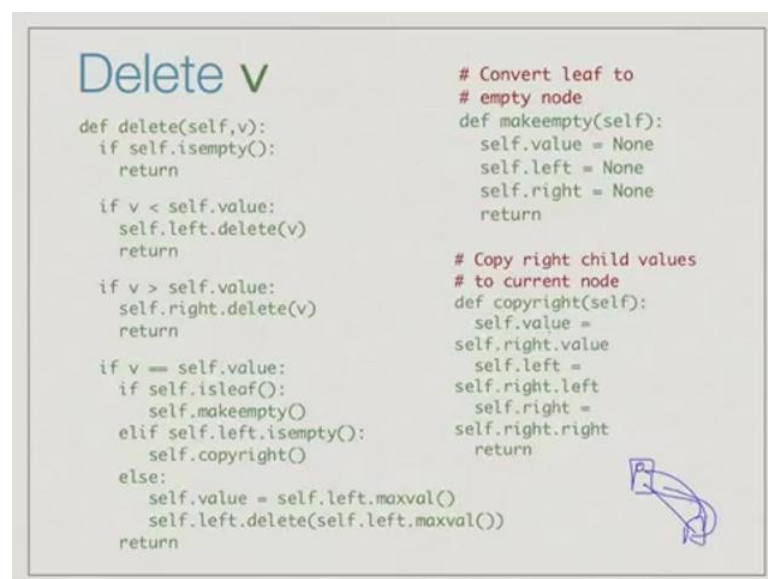 Delete v
def delete(self,v):
if self.isempty():
return
if v < self.value:
self.left.delete(v)
return
if v > self.value:
self.right.delete(v)
return
if v == self.value:
if self.isleaf():
self.makeempty()
elif self.left.isempty():
self.copyright()
else:
self.value = self.left.maxval()
self.left.delete(self.left.maxval())
return
# Convert leaf to
# empty node
def makeempty(self):
self.value = None
self.left = None
self.right = None
return
# Copy right child values
# to current node
def copyright(self):
self.value =
self.right.value
self.left =
self.right.left
self.right =
self.right.right
return